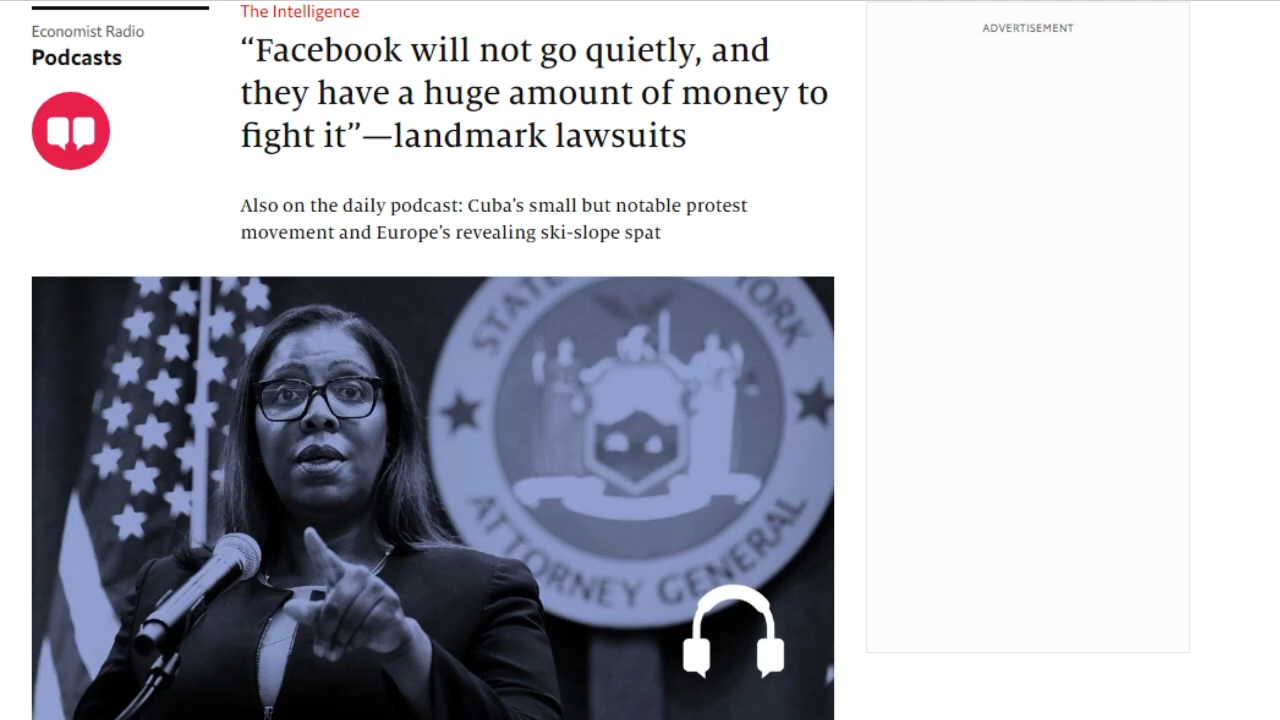 Economist Radio
Podcasts
The Intelligence
“Facebook will not go quietly, and
they have a huge amount of money to
fight it”—landmark lawsuits
Also on the daily podcast: Cuba’s small but notable protest
movement and Europe’s revealing ski-slope spat
ADVERTISEMENT
STATE
YORK
ATTORNEY GENERAL